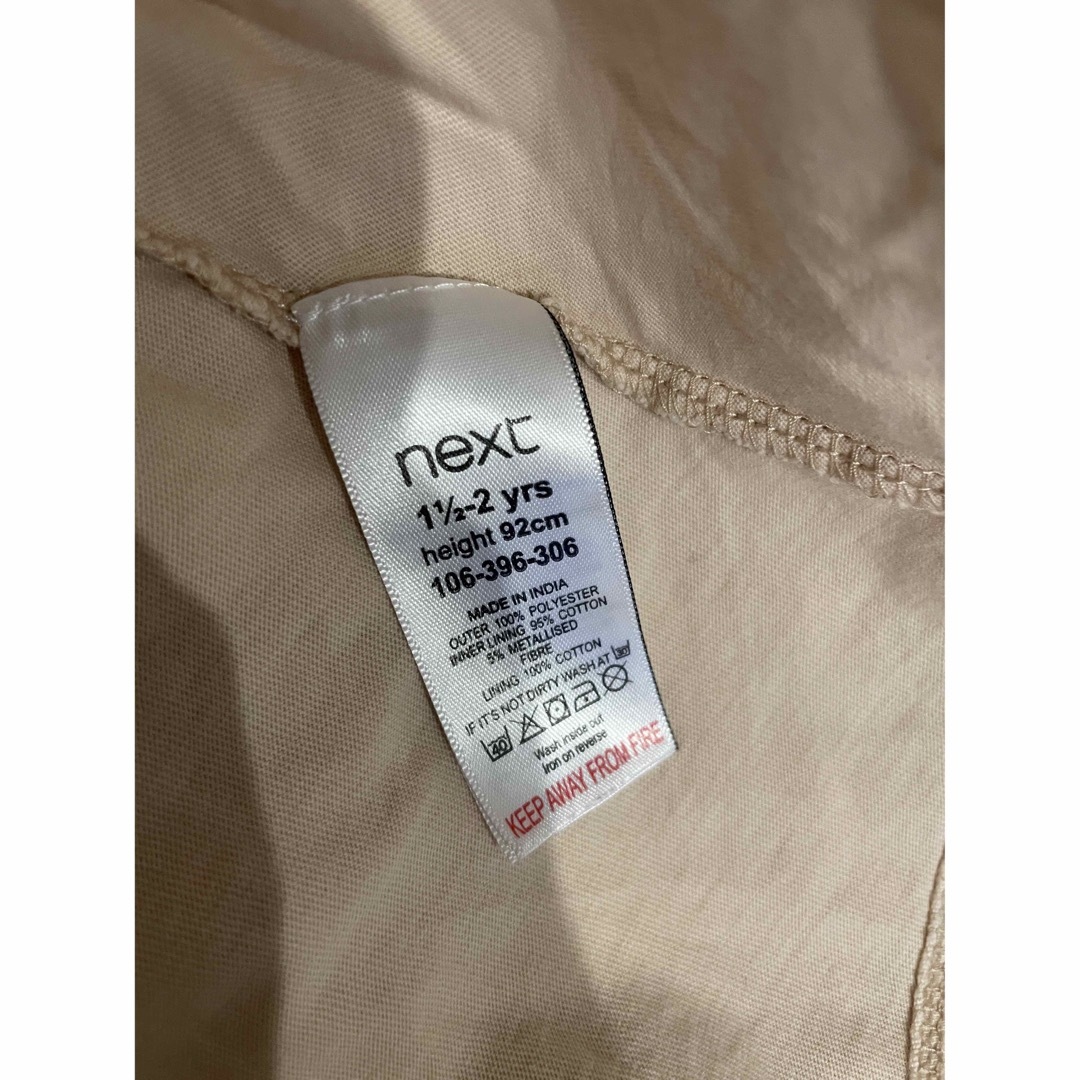 next
1½-2 yrs
height 92cm
106-396-306
MADE IN INDIA
OUTER 100% POLYESTER
INNER LINING 95% COTTON
5% METALLISED
FIBRE
LINING 100% COTTON
IF IT'S NOT DIRTY WASH AT 30
40
Wash inside out
Iron on reverse
KEEP AWAY FROM FIRE